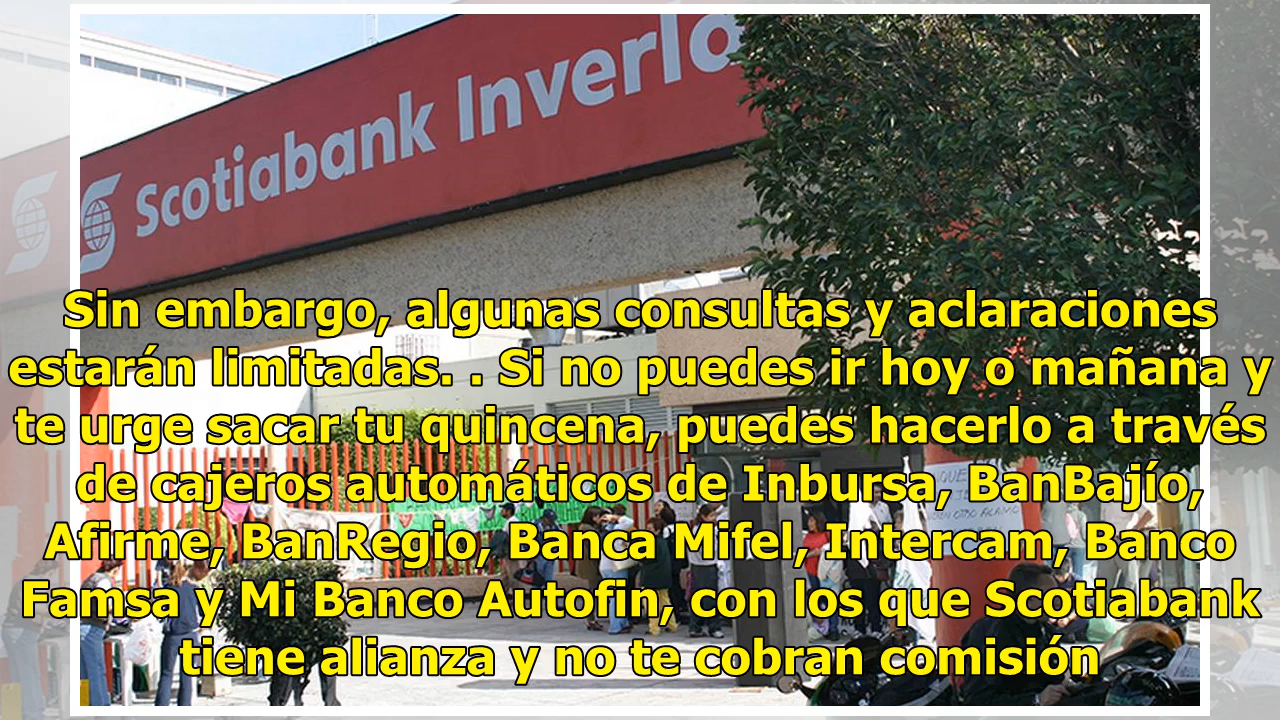 Scotiabank Inverl
Sin embargo, algunas consultas y aclaraciones
estarán limitadas. . Si no puedes ir hoy o mañana y
te urge sacar tu quincena, puedes hacerlo a través
de cajeros automáticos de Inbursa, BanBajío,
Afirme, BanRegio, Banca Mifel, Intercam, Banco
Famsa y Mi Banco Autofin, con los que Scotiabank
tiene alianza y no te cobran comisión